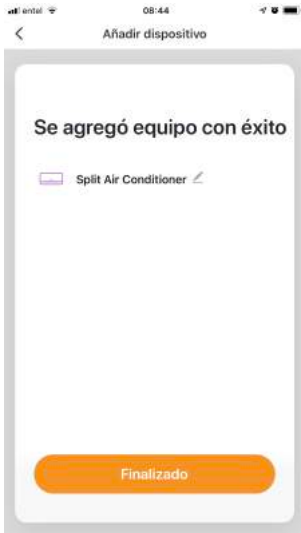 entel 08:44
Añadir dispositivo
Se agregó equipo con éxito
Split Air Conditioner
Finalizado